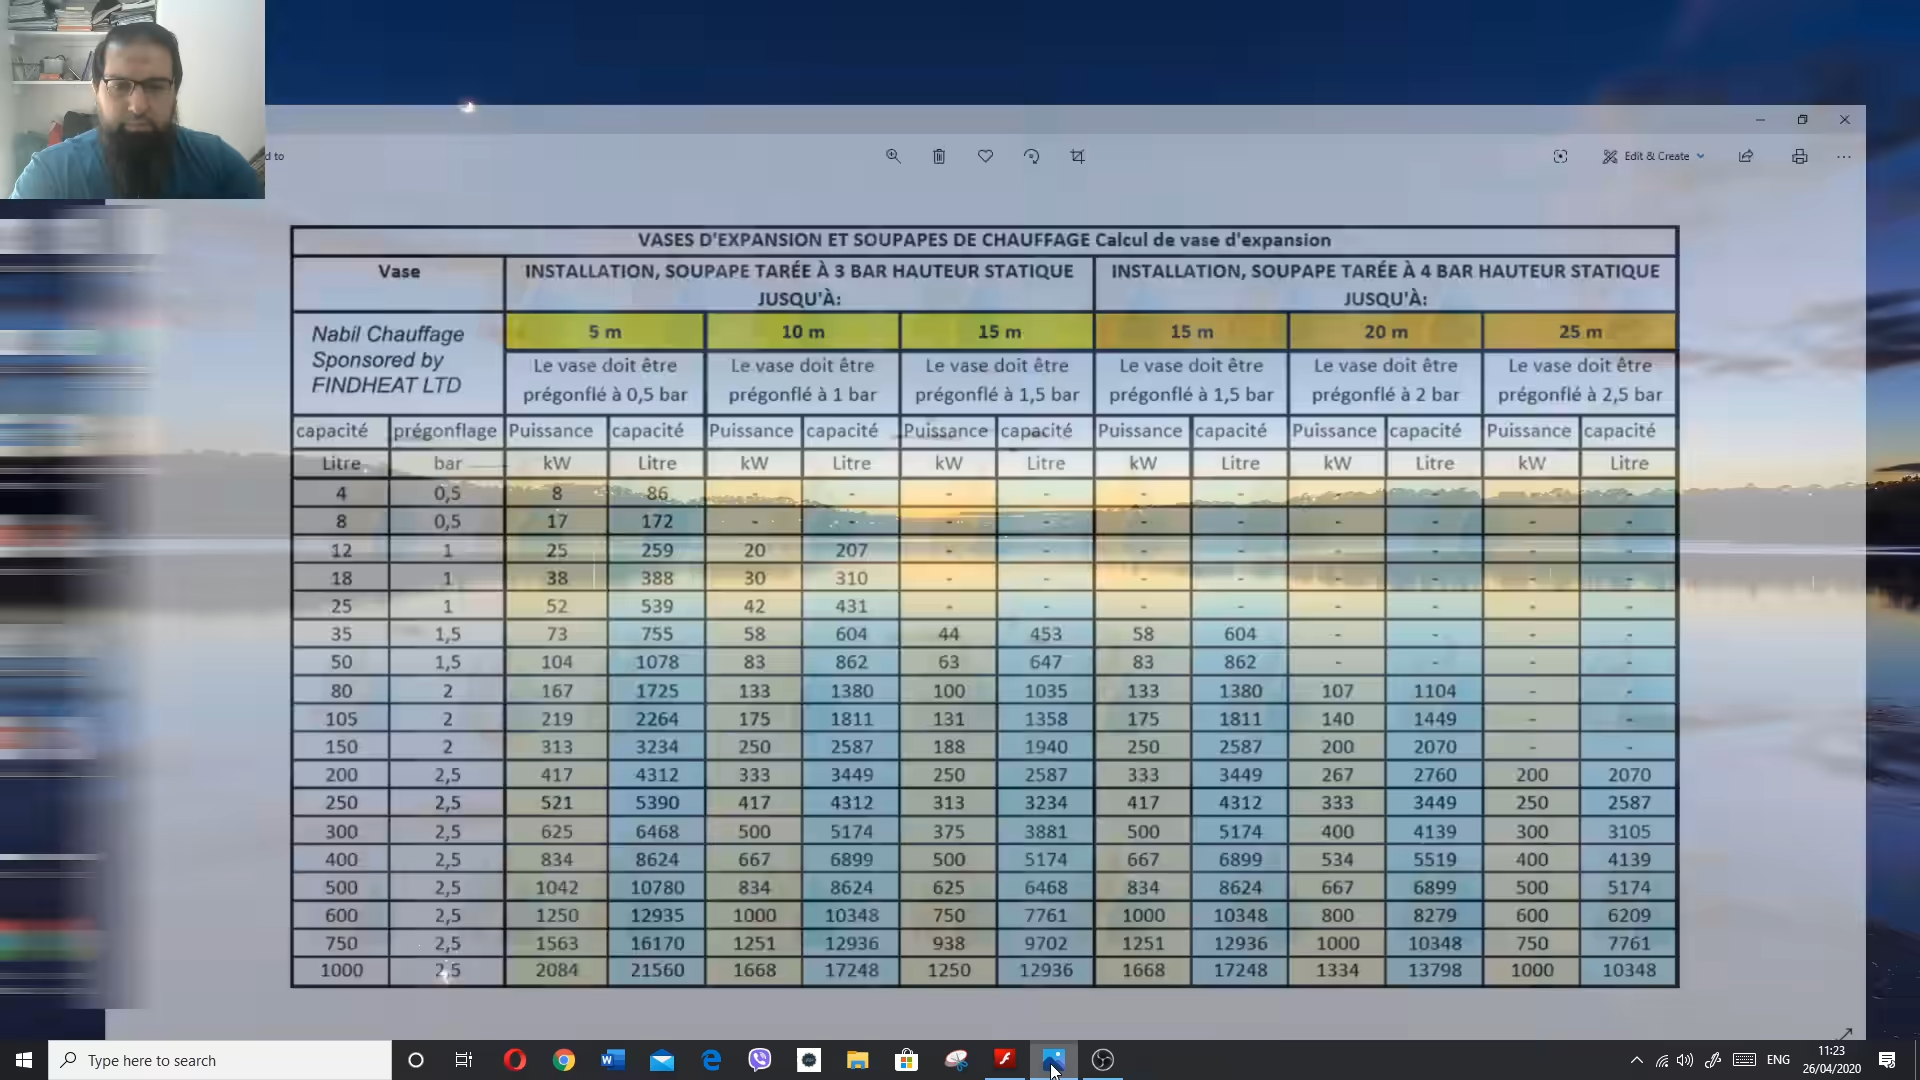 d to
Edit & Create
VASES D'EXPANSION ET SOUPAPES DE CHAUFFAGE Calcul de vase d'expansion
Vase
INSTALLATION, SOUPAPE TARÉE À 3 BAR HAUTEUR STATIQUE
JUSQU'À:
INSTALLATION, SOUPAPE TARÉE À 4 BAR HAUTEUR STATIQUE
JUSQU'À:
Nabil Chauffage
Sponsored by
FINDHEAT LTD
5 m 10 m 15 m 15 m 20 m 25 m
Le vase doit être prégonflé à 0,5 bar
Le vase doit être prégonflé à 1 bar
Le vase doit être prégonflé à 1,5 bar
Le vase doit être prégonflé à 1,5 bar
Le vase doit être prégonflé à 2 bar
Le vase doit être prégonflé à 2,5 bar
capacité prégonflage Puissance capacité Puissance capacité Puissance capacité Puissance capacité Puissance capacité Puissance capacité
Litre bar kW Litre kW Litre kW Litre kW Litre kW Litre kW Litre
4 0,5 8 86 - - - - - - - - -
8 0,5 17 172 - - - - - - - - - -
12 1 25 259 20 207 - - - - - - - -
18 1 38 388 30 310 - - - - - - - -
25 1 52 539 42 431 - - - - - - - -
35 1,5 73 755 58 604 44 453 58 604 - - - -
50 1,5 104 1078 83 862 63 647 83 862 - - - -
80 2 167 1725 133 1380 100 1035 133 1380 107 1104 - -
105 2 219 2264 175 1811 131 1358 175 1811 140 1449 - -
150 2 313 3234 250 2587 188 1940 250 2587 200 2070 - -
200 2,5 417 4312 333 3449 250 2587 333 3449 267 2760 200 2070
250 2,5 521 5390 417 4312 313 3234 417 4312 333 3449 250 2587
300 2,5 625 6468 500 5174 375 3881 500 5174 400 4139 300 3105
400 2,5 834 8624 667 6899 500 5174 667 6899 534 5519 400 4139
500 2,5 1042 10780 834 8624 625 6468 834 8624 667 6899 500 5174
600 2,5 1250 12935 1000 10348 750 7761 1000 10348 800 8279 600 6209
750 2,5 1563 16170 1251 12936 938 9702 1251 12936 1000 10348 750 7761
1000 2,5 2084 21560 1668 17248 1250 12936 1668 17248 1334 13798 1000 10348
Type here to search
ENG
11:23
26/04/2020